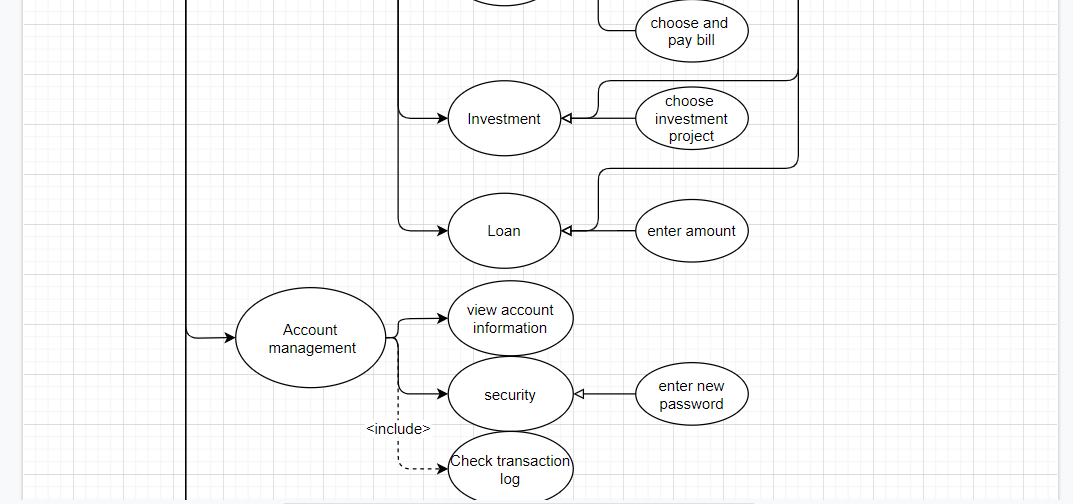 choose and
pay bill
Investment
choose
investment
project
Loan
enter amount
view account
information
Account
management
security
enter new
password
<include>
Check transaction
log